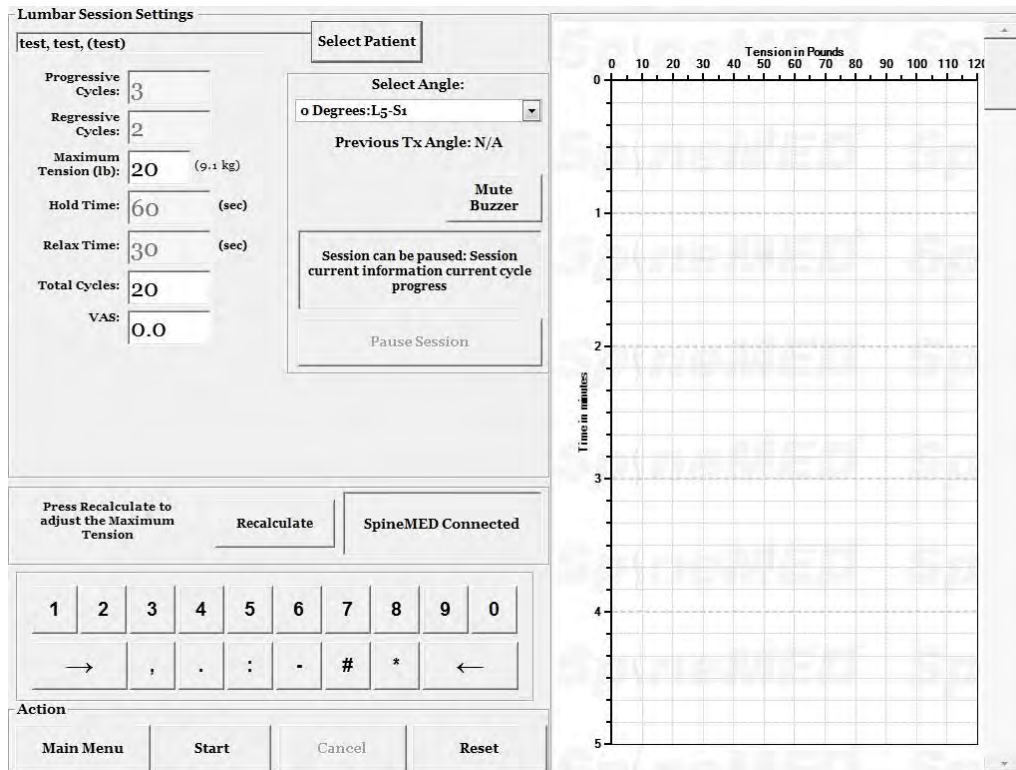 Lumbar Session Settings
test, test, (test)
Select Patient
Progressive
Cycles:
3
Regressive
Cycles:
2
Maximum
Tension (lb):
20
(9.1 kg)
Hold Time:
60
(sec)
Relax Time:
30
(sec)
Total Cycles:
20
VAS:
0.0
Select Angle:
0 Degrees:L5-S1
Previous Tx Angle: N/A
Mute
Buzzer
Session can be paused: Session
current information current cycle
progress
Pause Session
Press Recalculate to
adjust the Maximum
Tension
Recalculate
SpineMED Connected
1 2 3 4 5 6 7 8 9 0
→ , . : - # * ←
Action
Main Menu
Start
Cancel
Reset
Tension in Pounds
0 10 20 30 40 50 60 70 80 90 100 110 120
Time in minutes
0
1
2
3
4
5
SpineMED